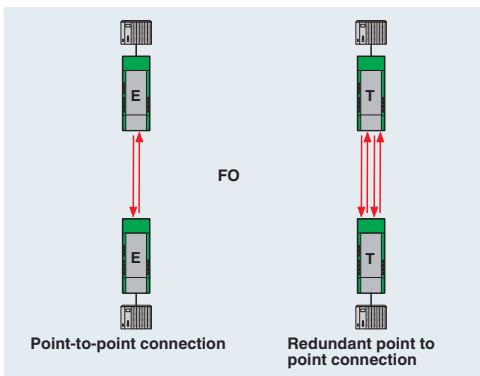 E
T
FO
E
T
Point-to-point connection
Redundant point to
point connection